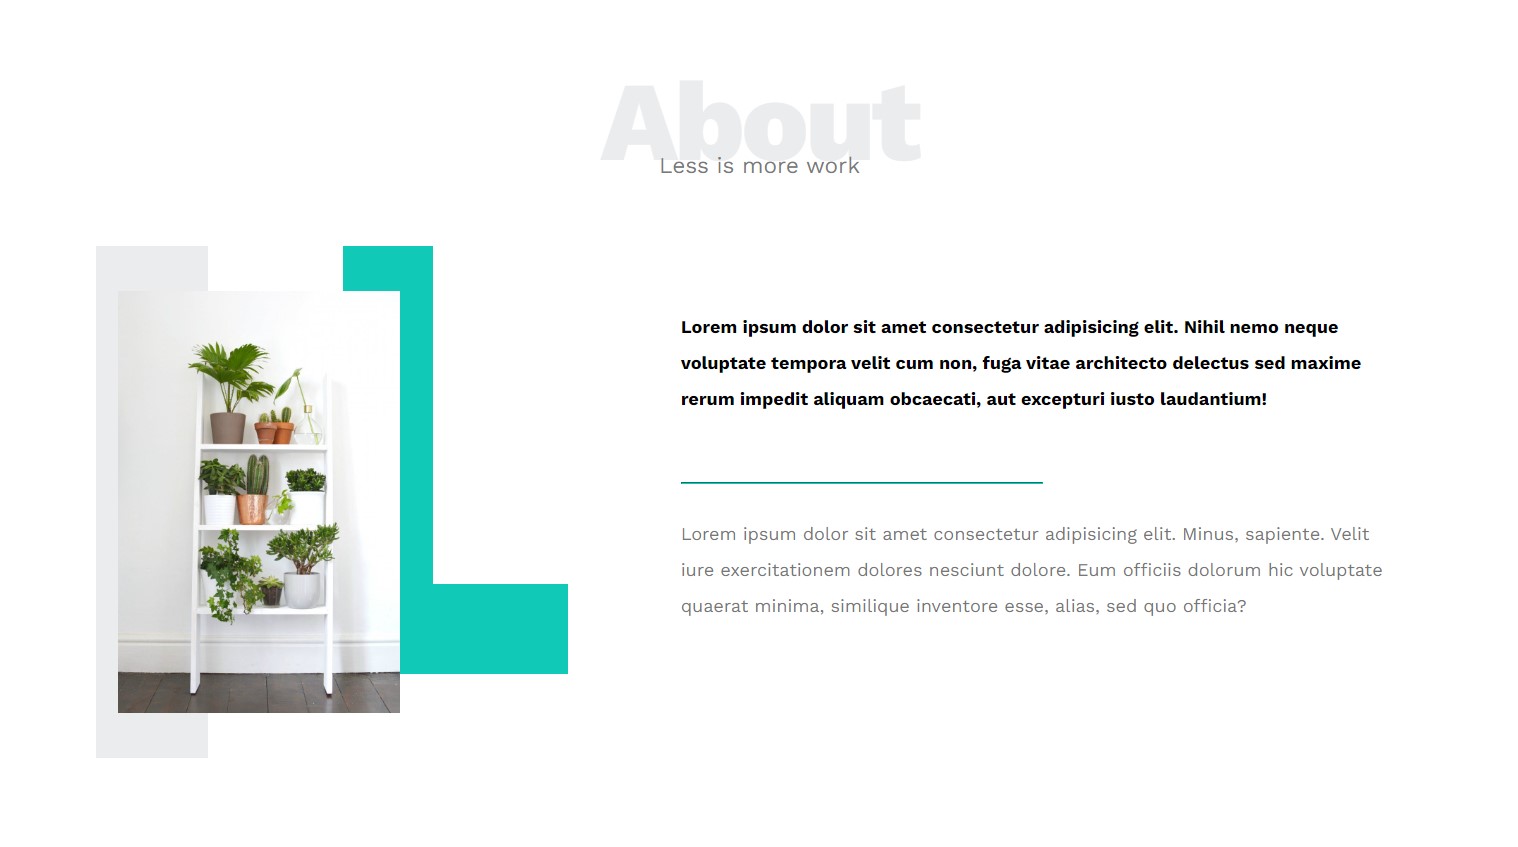 About
Less is more work
Lorem ipsum dolor sit amet consectetur adipisicing elit. Nihil nemo neque
voluptate tempora velit cum non, fuga vitae architecto delectus sed maxime
rerum impedit aliquam obcaecati, aut excepturi iusto laudantium!
Lorem ipsum dolor sit amet consectetur adipisicing elit. Minus, sapiente. Velit
iure exercitationem dolores nesciunt dolore. Eum officiis dolorum hic voluptate
quaerat minima, similique inventore esse, alias, sed quo officia?